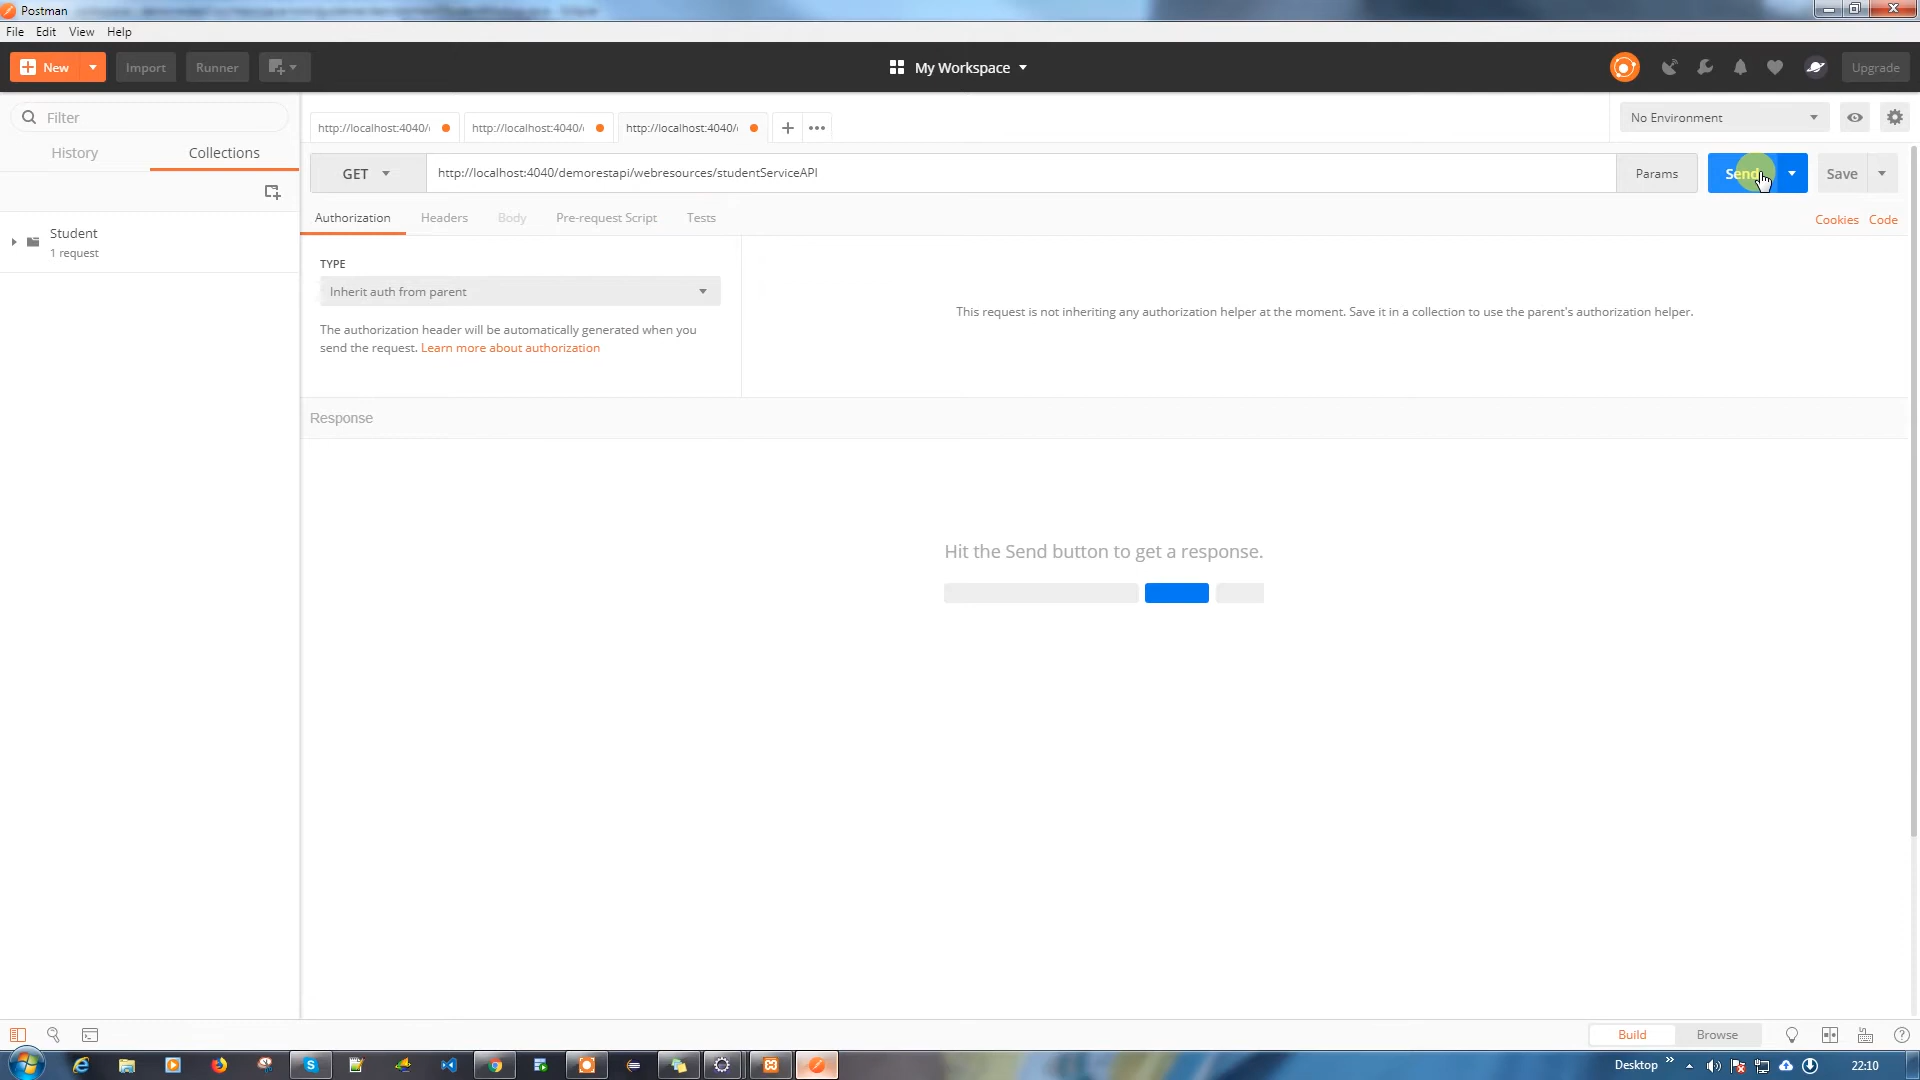 Postman
File Edit View Help
New Import Runner My Workspace Upgrade
Filter
History Collections
Student
1 request
http://localhost:4040/( http://localhost:4040/( http://localhost:4040/( No Environment
GET http://localhost:4040/demorestapi/webresources/studentServiceAPI Params Send Save
Authorization Headers Body Pre-request Script Tests Cookies Code
TYPE
Inherit auth from parent
The authorization header will be automatically generated when you
send the request. Learn more about authorization
This request is not inheriting any authorization helper at the moment. Save it in a collection to use the parent's authorization helper.
Response
Hit the Send button to get a response.
Build Browse
Desktop 22:10